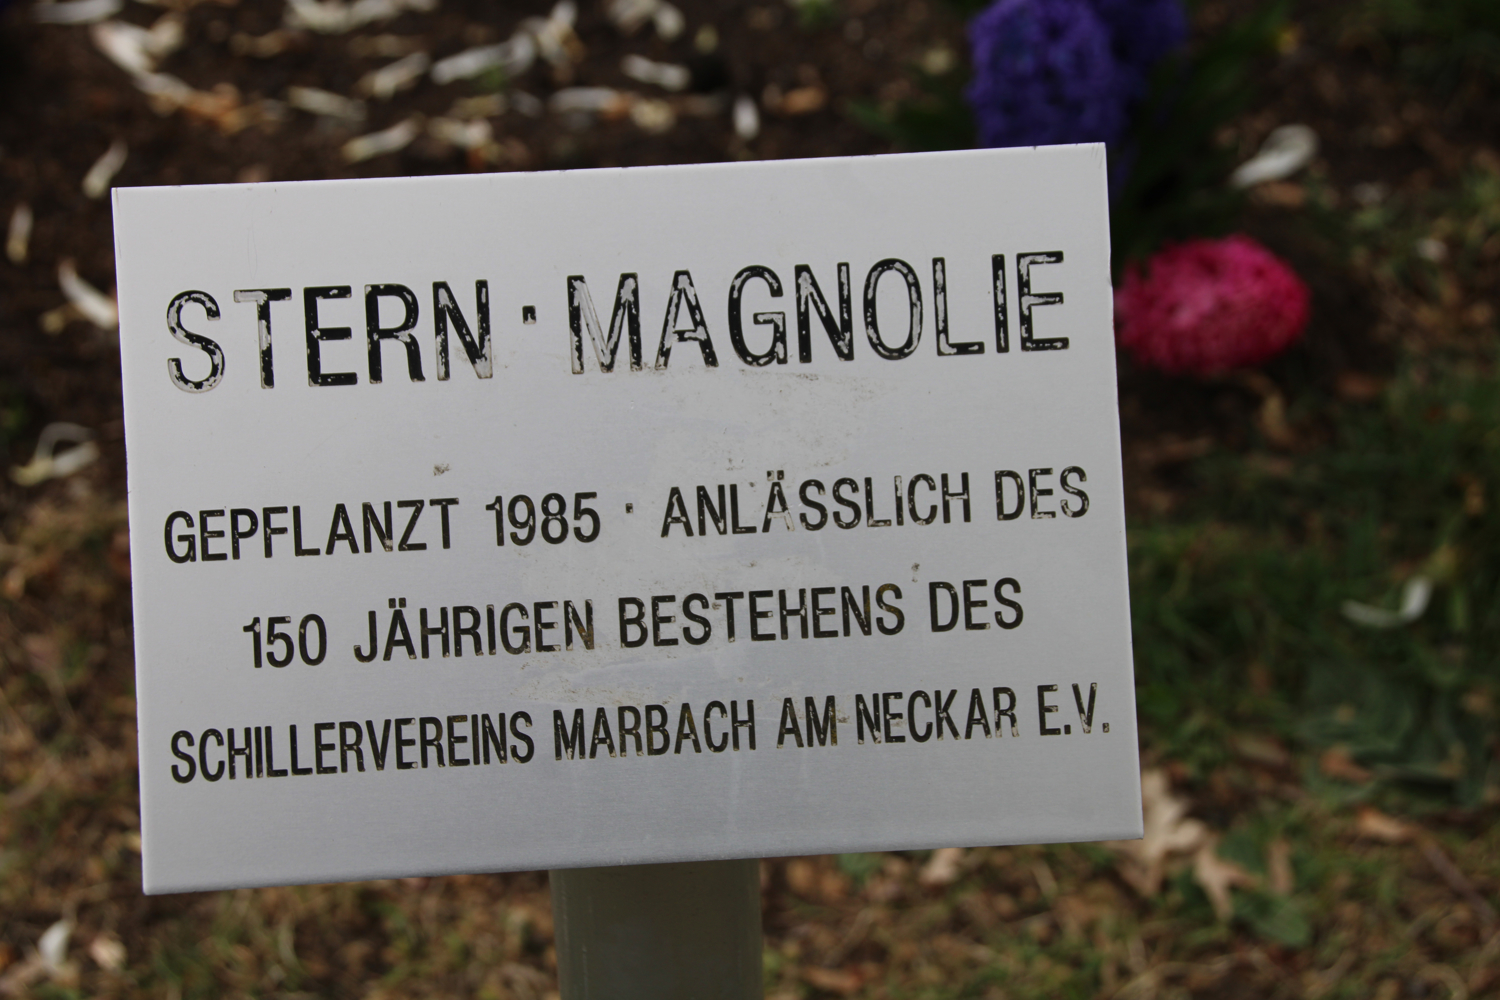 STERN · MAGNOLIE
GEPFLANZT 1985 · ANLÄSSLICH DES
150 JÄHRIGEN BESTEHENS DES
SCHILLERVEREINS MARBACH AM NECKAR E.V.